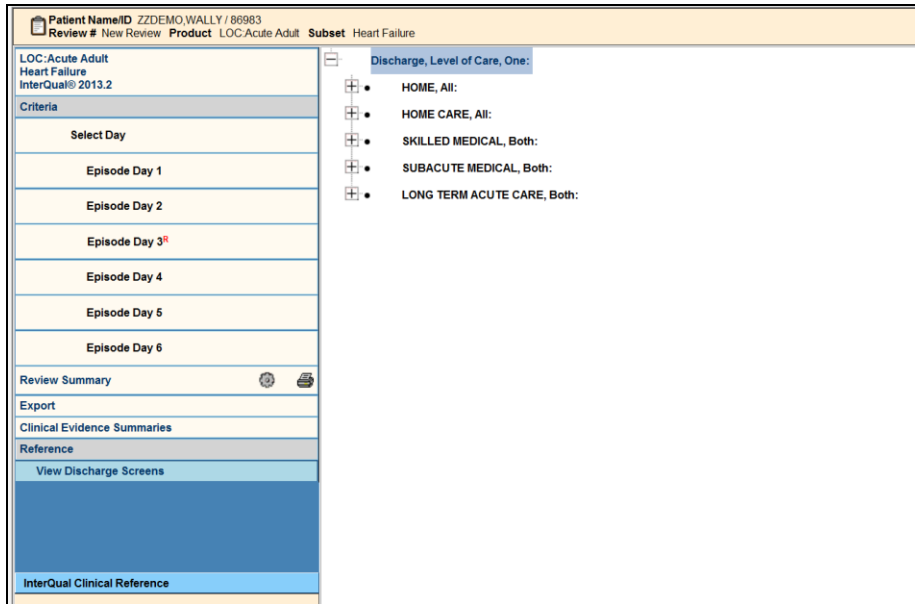 Patient Name/ID ZZDEMO,WALLY / 86983
Review # New Review Product LOC:Acute Adult Subset Heart Failure
LOC:Acute Adult
Heart Failure
InterQual® 2013.2
Criteria
Select Day
Episode Day 1
Episode Day 2
Episode Day 3R
Episode Day 4
Episode Day 5
Episode Day 6
Review Summary
Export
Clinical Evidence Summaries
Reference
View Discharge Screens
InterQual Clinical Reference
Discharge, Level of Care, One:
HOME, All:
HOME CARE, All:
SKILLED MEDICAL, Both:
SUBACUTE MEDICAL, Both:
LONG TERM ACUTE CARE, Both: